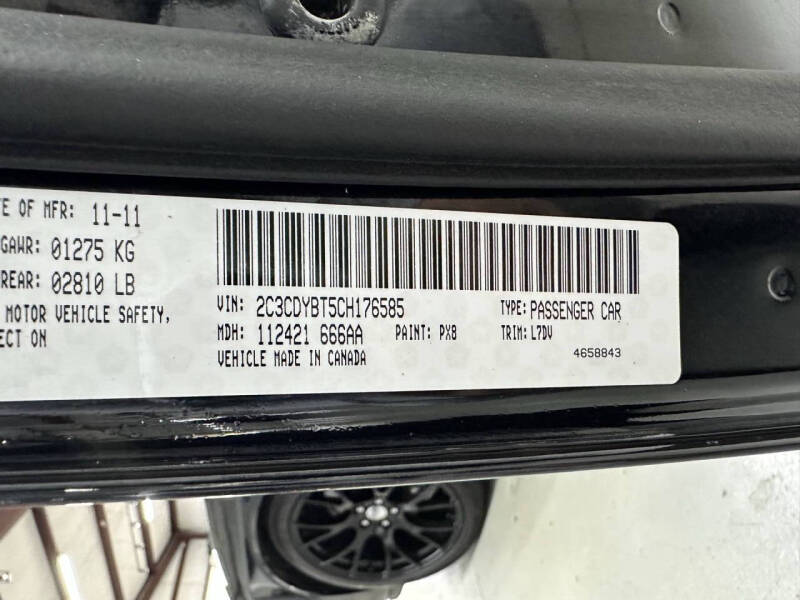 TE OF MFR: 11-11
GAWR: 01275 KG
REAR: 02810 LB
MOTOR VEHICLE SAFETY,
ECT ON
VIN: 2C3CDYBT5CH176585 TYPE: PASSENGER CAR
MDH: 112421 666AA PAINT: PX8 TRIM: L7DV
VEHICLE MADE IN CANADA 4658843